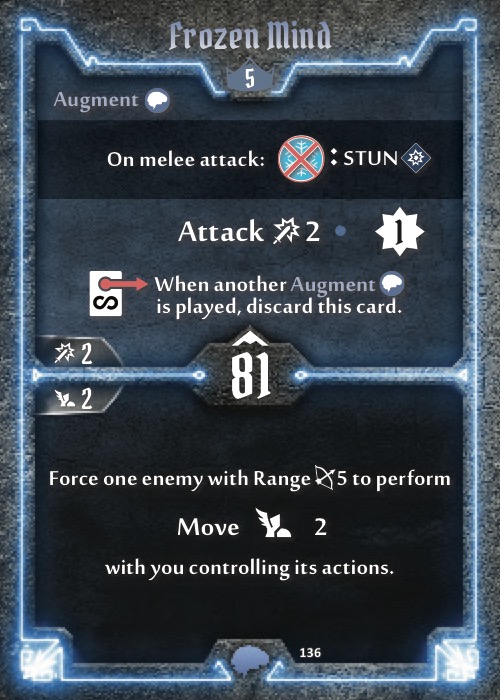 Frozen Mind
5
Augment
On melee attack: : STUN
Attack 2 • 1
When another Augment
is played, discard this card.
2
81
2
Force one enemy with Range 5 to perform
Move 2
with you controlling its actions.
136